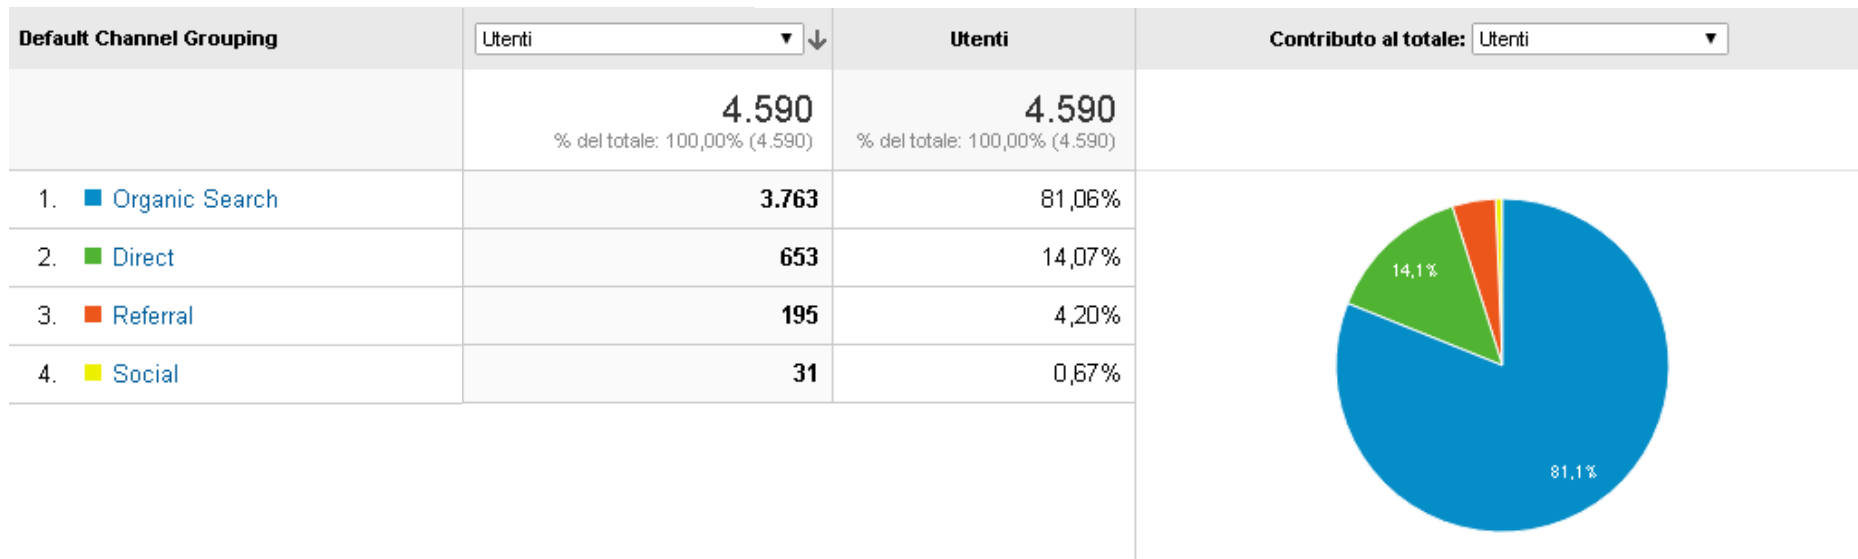 Default Channel Grouping Utenti Utenti Contributo al totale: Utenti
4.590 4.590
% del totale: 100,00% (4.590) % del totale: 100,00% (4.590)
1. Organic Search 3.763 81,06%
2. Direct 653 14,07%
3. Referral 195 4,20%
4. Social 31 0,67%
14,1%
81,1%